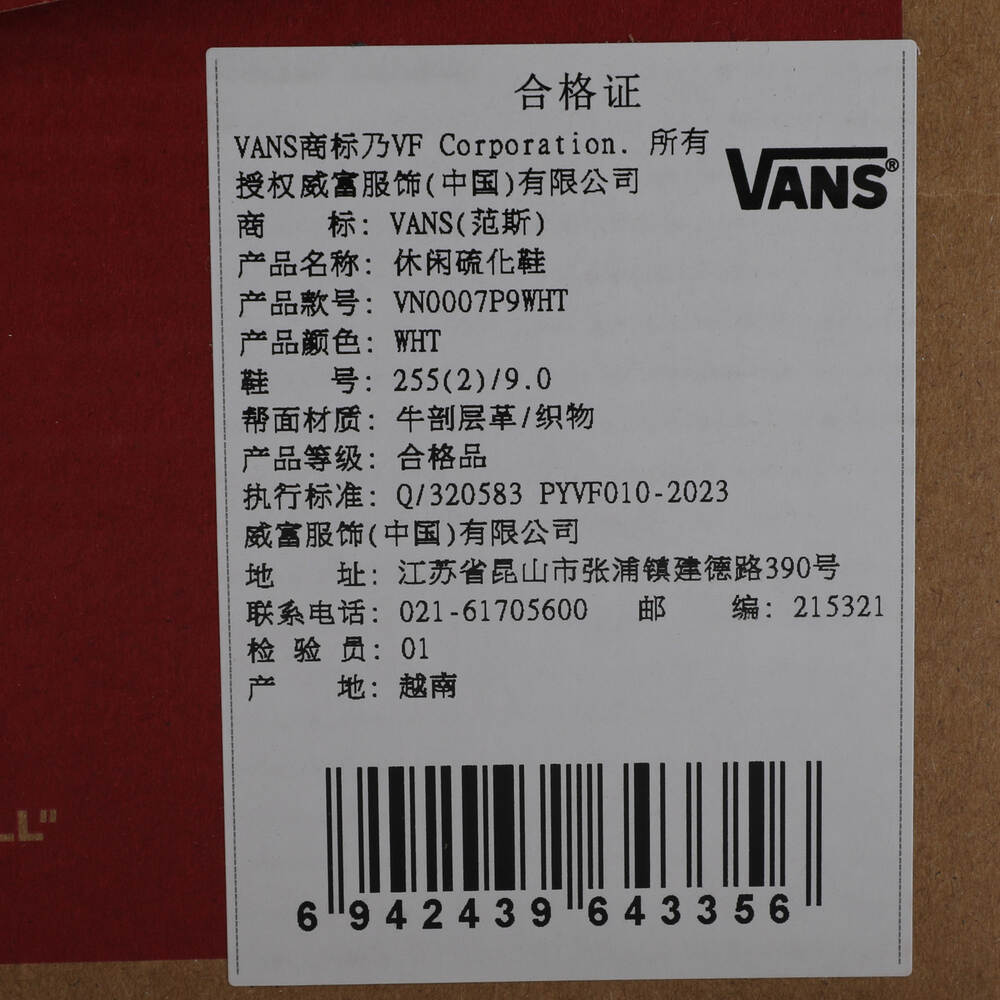 合格证
VANS商标乃VF Corporation. 所有
授权威富服饰(中国)有限公司
VANS®
商 标: VANS(范斯)
产品名称: 休闲硫化鞋
产品款号: VN0007P9WHT
产品颜色: WHT
鞋 号: 255(2)/9.0
帮面材质: 牛剖层革/织物
产品等级: 合格品
执行标准: Q/320583 PYVF010-2023
威富服饰(中国)有限公司
地 址: 江苏省昆山市张浦镇建德路390号
联系电话: 021-61705600 邮 编: 215321
检 验 员: 01
产 地: 越南
6 942439 643356